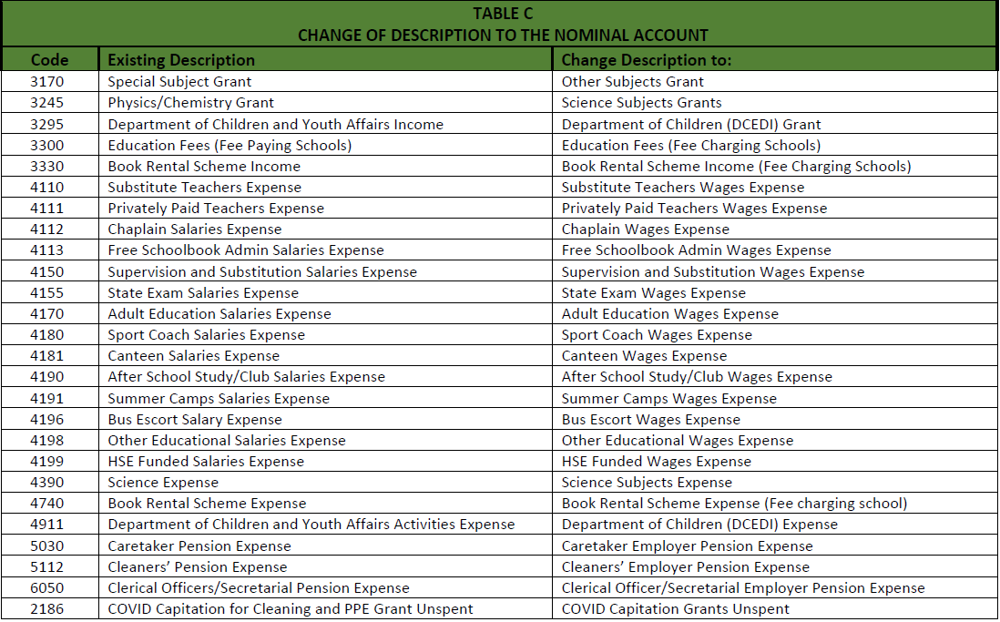 TABLE C
CHANGE OF DESCRIPTION TO THE NOMINAL ACCOUNT
Code Existing Description Change Description to:
3170 Special Subject Grant Other Subjects Grant
3245 Physics/Chemistry Grant Science Subjects Grants
3295 Department of Children and Youth Affairs Income Department of Children (DCEDI) Grant
3300 Education Fees (Fee Paying Schools) Education Fees (Fee Charging Schools)
3330 Book Rental Scheme Income Book Rental Scheme Income (Fee Charging Schools)
4110 Substitute Teachers Expense Substitute Teachers Wages Expense
4111 Privately Paid Teachers Expense Privately Paid Teachers Wages Expense
4112 Chaplain Salaries Expense Chaplain Wages Expense
4113 Free Schoolbook Admin Salaries Expense Free Schoolbook Admin Wages Expense
4150 Supervision and Substitution Salaries Expense Supervision and Substitution Wages Expense
4155 State Exam Salaries Expense State Exam Wages Expense
4170 Adult Education Salaries Expense Adult Education Wages Expense
4180 Sport Coach Salaries Expense Sport Coach Wages Expense
4181 Canteen Salaries Expense Canteen Wages Expense
4190 After School Study/Club Salaries Expense After School Study/Club Wages Expense
4191 Summer Camps Salaries Expense Summer Camps Wages Expense
4196 Bus Escort Salary Expense Bus Escort Wages Expense
4198 Other Educational Salaries Expense Other Educational Wages Expense
4199 HSE Funded Salaries Expense HSE Funded Wages Expense
4390 Science Expense Science Subjects Expense
4740 Book Rental Scheme Expense Book Rental Scheme Expense (Fee charging school)
4911 Department of Children and Youth Affairs Activities Expense Department of Children (DCEDI) Expense
5030 Caretaker Pension Expense Caretaker Employer Pension Expense
5112 Cleaners’ Pension Expense Cleaners’ Employer Pension Expense
6050 Clerical Officers/Secretarial Pension Expense Clerical Officer/Secretarial Employer Pension Expense
2186 COVID Capitation for Cleaning and PPE Grant Unspent COVID Capitation Grants Unspent